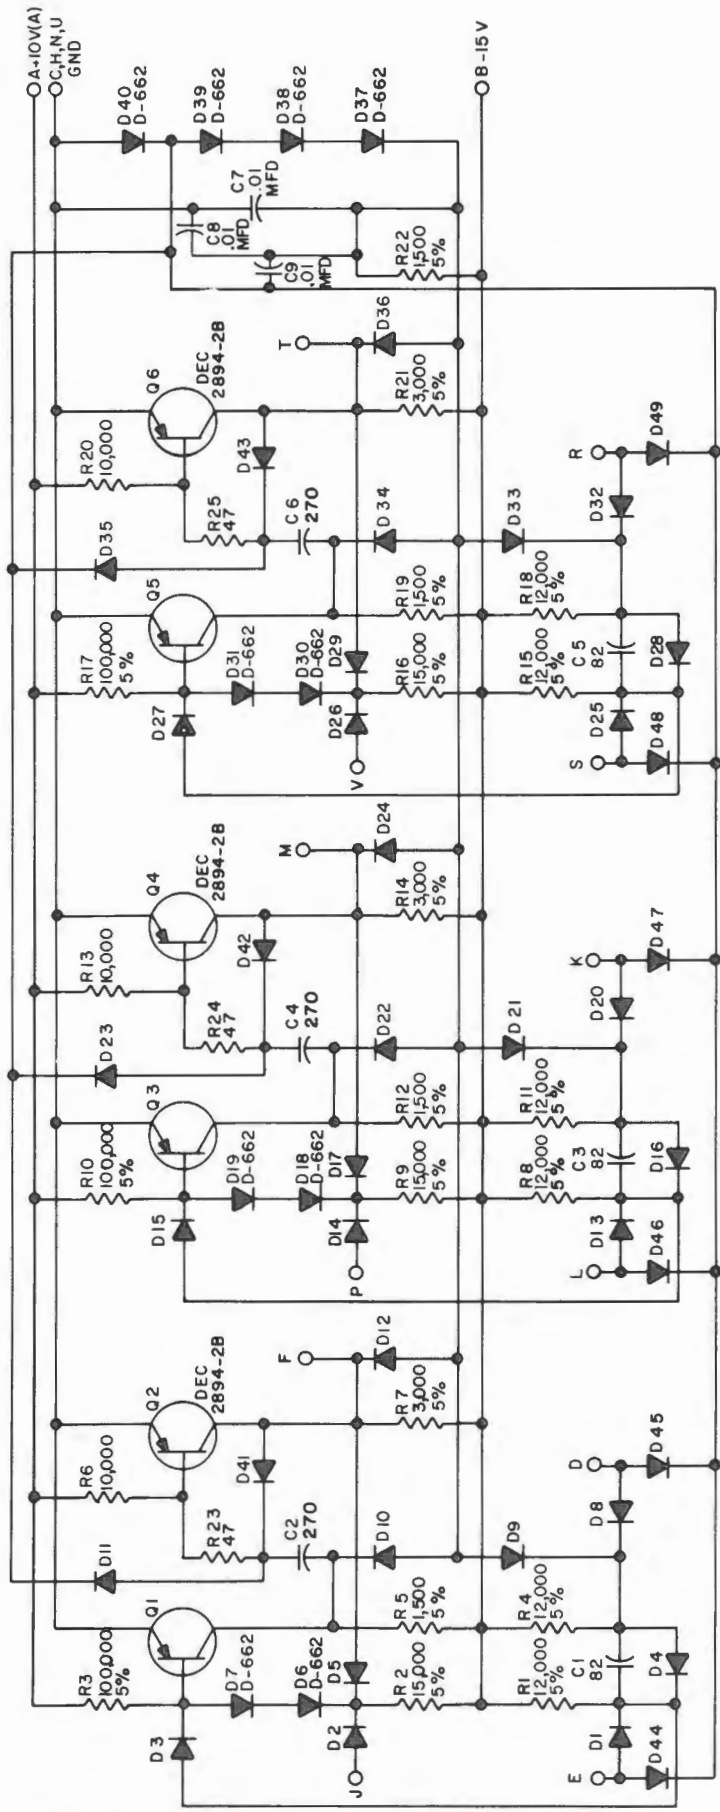 A+10V(A)
C,H,N,U
GND
B-15V
R3
100,000
5%
D3
Q1
D11
R6
10,000
Q2
DEC
2894-2B
D7
D-662
D6
D-662
R23
47
D41
C2
270
J
D2
D5
D10
F
D12
R2
15,000
5%
R5
1,500
5%
R7
3,000
5%
R1
12,000
5%
R4
12,000
5%
D9
E
D1
C1
82
D8
D
D44
D4
D45
R10
100,000
5%
D15
Q3
D23
R13
10,000
Q4
DEC
2894-2B
D19
D-662
D18
D-662
R24
47
D42
C4
270
P
D14
D17
D22
M
D24
R9
15,000
5%
R12
1,500
5%
R14
3,000
5%
R8
12,000
5%
R11
12,000
5%
D21
L
D13
C3
82
D20
K
D46
D16
D47
R17
100,000
5%
D27
Q5
D35
R20
10,000
Q6
DEC
2894-2B
D31
D-662
D30
D-662
R25
47
D43
C6
270
V
D26
D29
D34
T
D36
R16
15,000
5%
R19
1,500
5%
R21
3,000
5%
R15
12,000
5%
R18
12,000
5%
D33
S
D25
C5
82
D32
R
D48
D28
D49
C8
.01
MFD
C7
.01
MFD
C9
.01
MFD
R22
1,500
5%
D40
D-662
D39
D-662
D38
D-662
D37
D-662